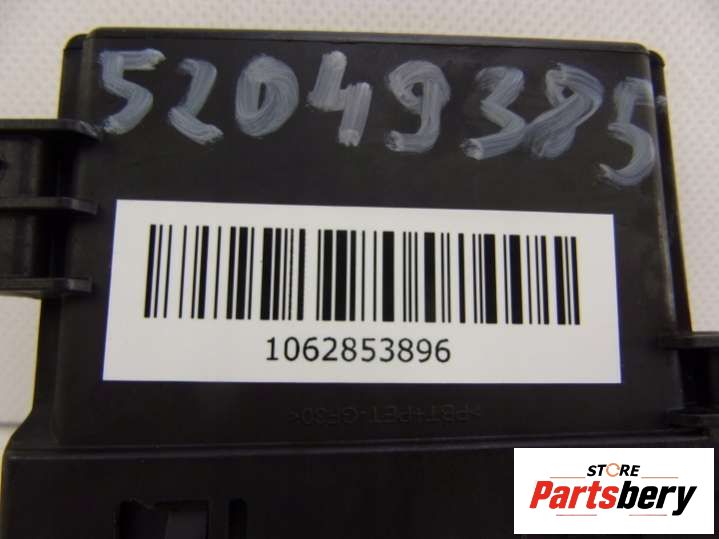 52049385
1062853896
>PBT+PET-GF30<
STORE
Partsbery